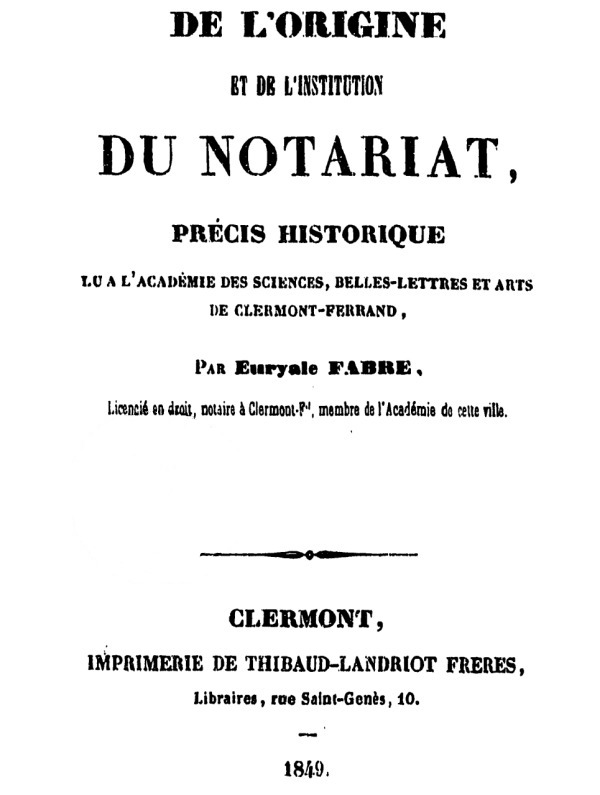 DE L'ORIGINE
ET DE L'INSTITUTION
DU NOTARIAT,
PRÉCIS HISTORIQUE
LU A L'ACADÉMIE DES SCIENCES, BELLES-LETTRES ET ARTS
DE CLERMONT-FERRAND,
PAR Euryale FABRE,
Licencié en droit, notaire à Clermont-Fd, membre de l'Académie de cette ville.
CLERMONT,
IMPRIMERIE DE THIBAUD-LANDRIOT FRERES,
Libraires, rue Saint-Genès, 10.
1849.